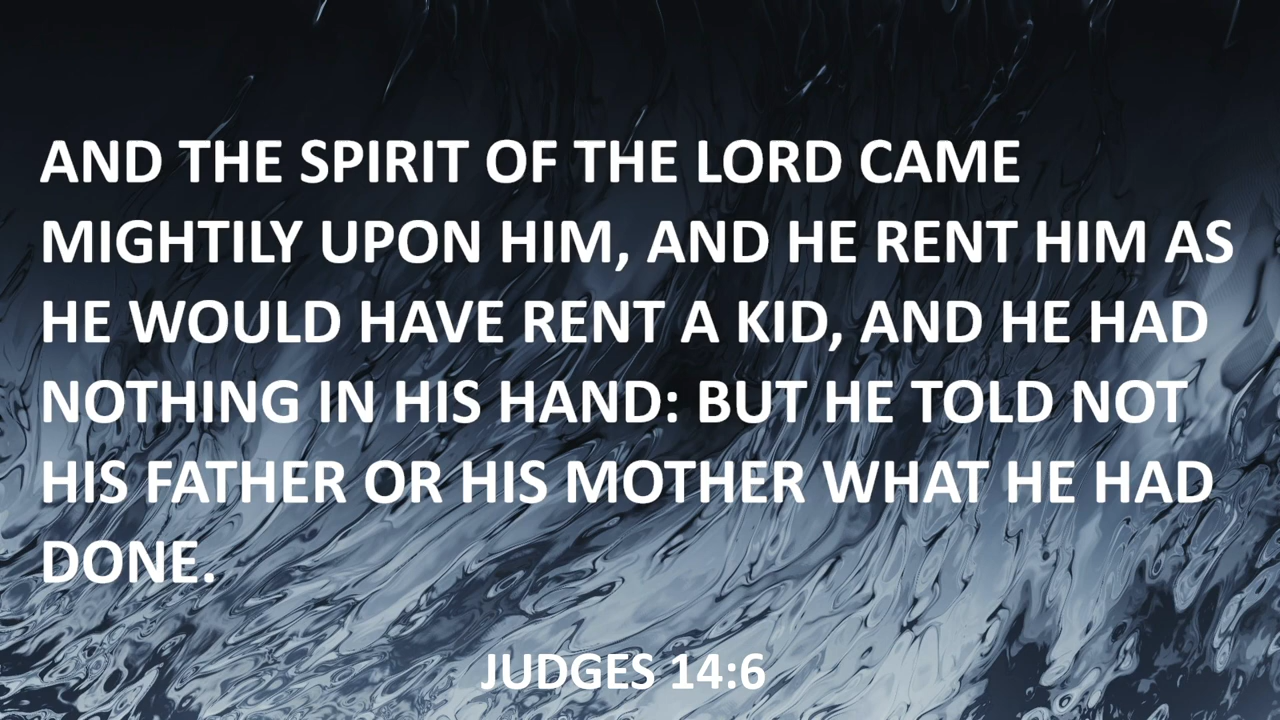 AND THE SPIRIT OF THE LORD CAME
MIGHTILY UPON HIM, AND HE RENT HIM AS
HE WOULD HAVE RENT A KID, AND HE HAD
NOTHING IN HIS HAND: BUT HE TOLD NOT
HIS FATHER OR HIS MOTHER WHAT HE HAD
DONE.
JUDGES 14:6